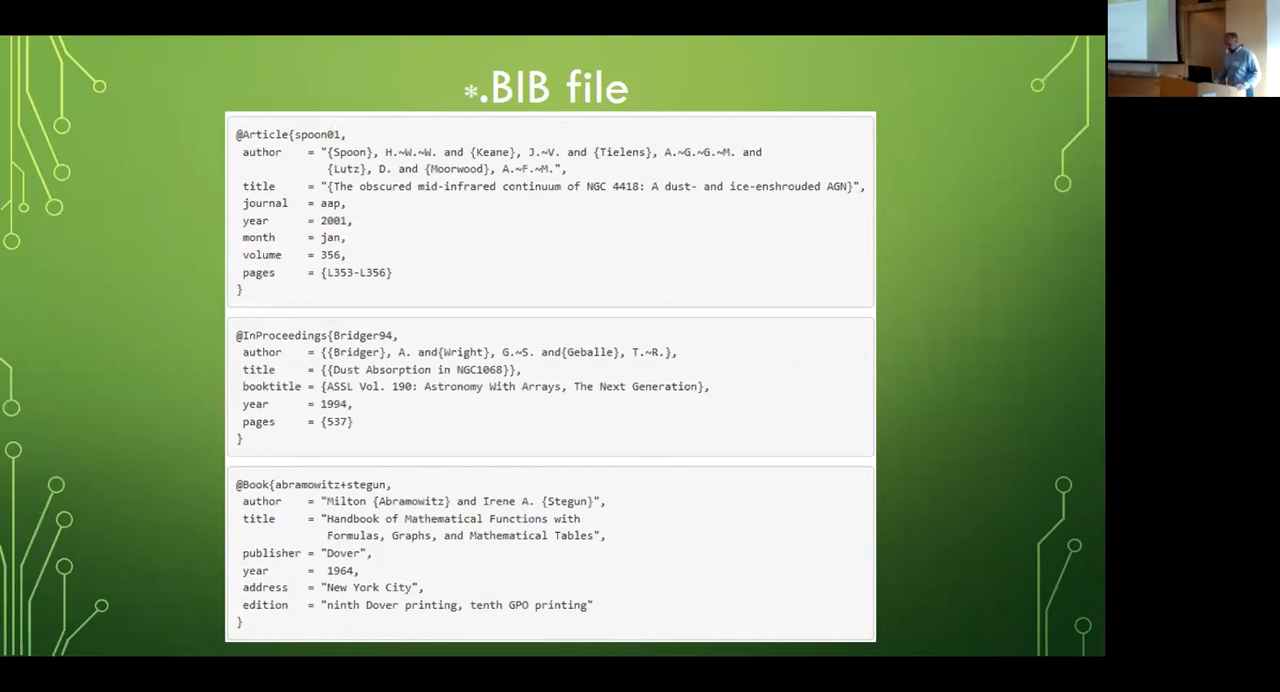 *.BIB file
@Article{spoon01,
author = "{Spoon}, H.~W.~W. and {Keane}, J.~V. and {Tielens}, A.~G.~G.~M. and
{Lutz}, D. and {Moorwood}, A.~F.~M.",
title = "{The obscured mid-infrared continuum of NGC 4418: A dust- and ice-enshrouded AGN}",
journal = aap,
year = 2001,
month = jan,
volume = 356,
pages = {L353-L356}
}
@InProceedings{Bridger94,
author = {{Bridger}, A. and{Wright}, G.~S. and{Geballe}, T.~R.},
title = {{Dust Absorption in NGC1068}},
booktitle = {ASSL Vol. 190: Astronomy With Arrays, The Next Generation},
year = 1994,
pages = {537}
}
@Book{abramowitz+stegun,
author = "Milton {Abramowitz} and Irene A. {Stegun}",
title = "Handbook of Mathematical Functions with
Formulas, Graphs, and Mathematical Tables",
publisher = "Dover",
year = 1964,
address = "New York City",
edition = "ninth Dover printing, tenth GPO printing"
}